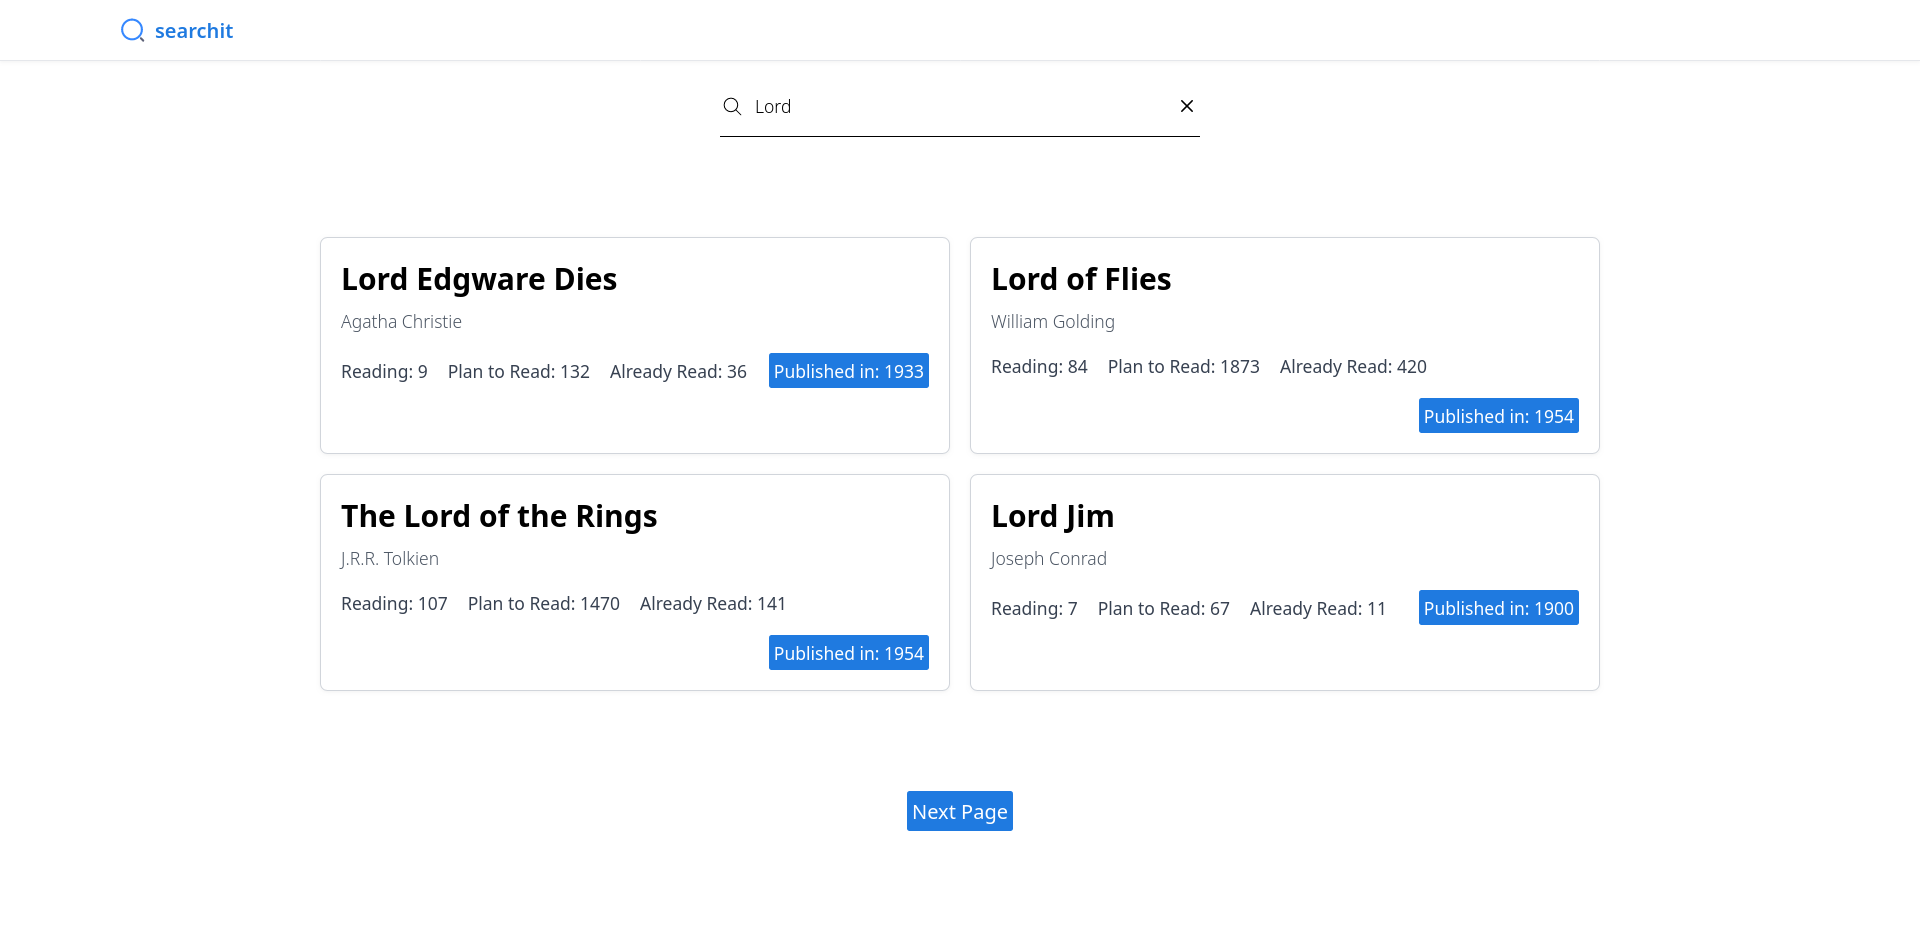 searchit
Lord
Lord Edgware Dies
Agatha Christie
Reading: 9 Plan to Read: 132 Already Read: 36 Published in: 1933
Lord of Flies
William Golding
Reading: 84 Plan to Read: 1873 Already Read: 420
Published in: 1954
The Lord of the Rings
J.R.R. Tolkien
Reading: 107 Plan to Read: 1470 Already Read: 141
Published in: 1954
Lord Jim
Joseph Conrad
Reading: 7 Plan to Read: 67 Already Read: 11 Published in: 1900
Next Page